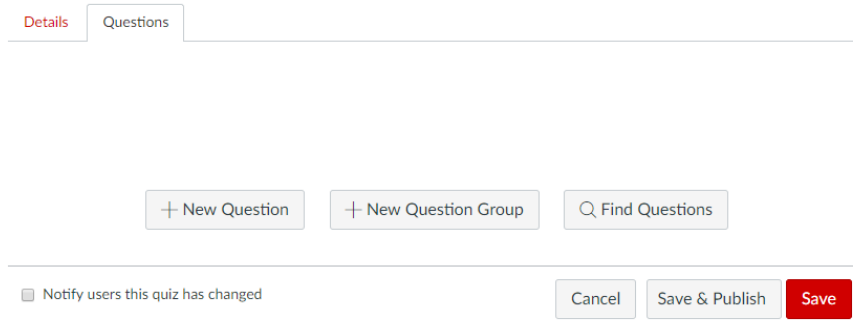 Details Questions
New Question New Question Group Find Questions
Notify users this quiz has changed Cancel Save & Publish Save